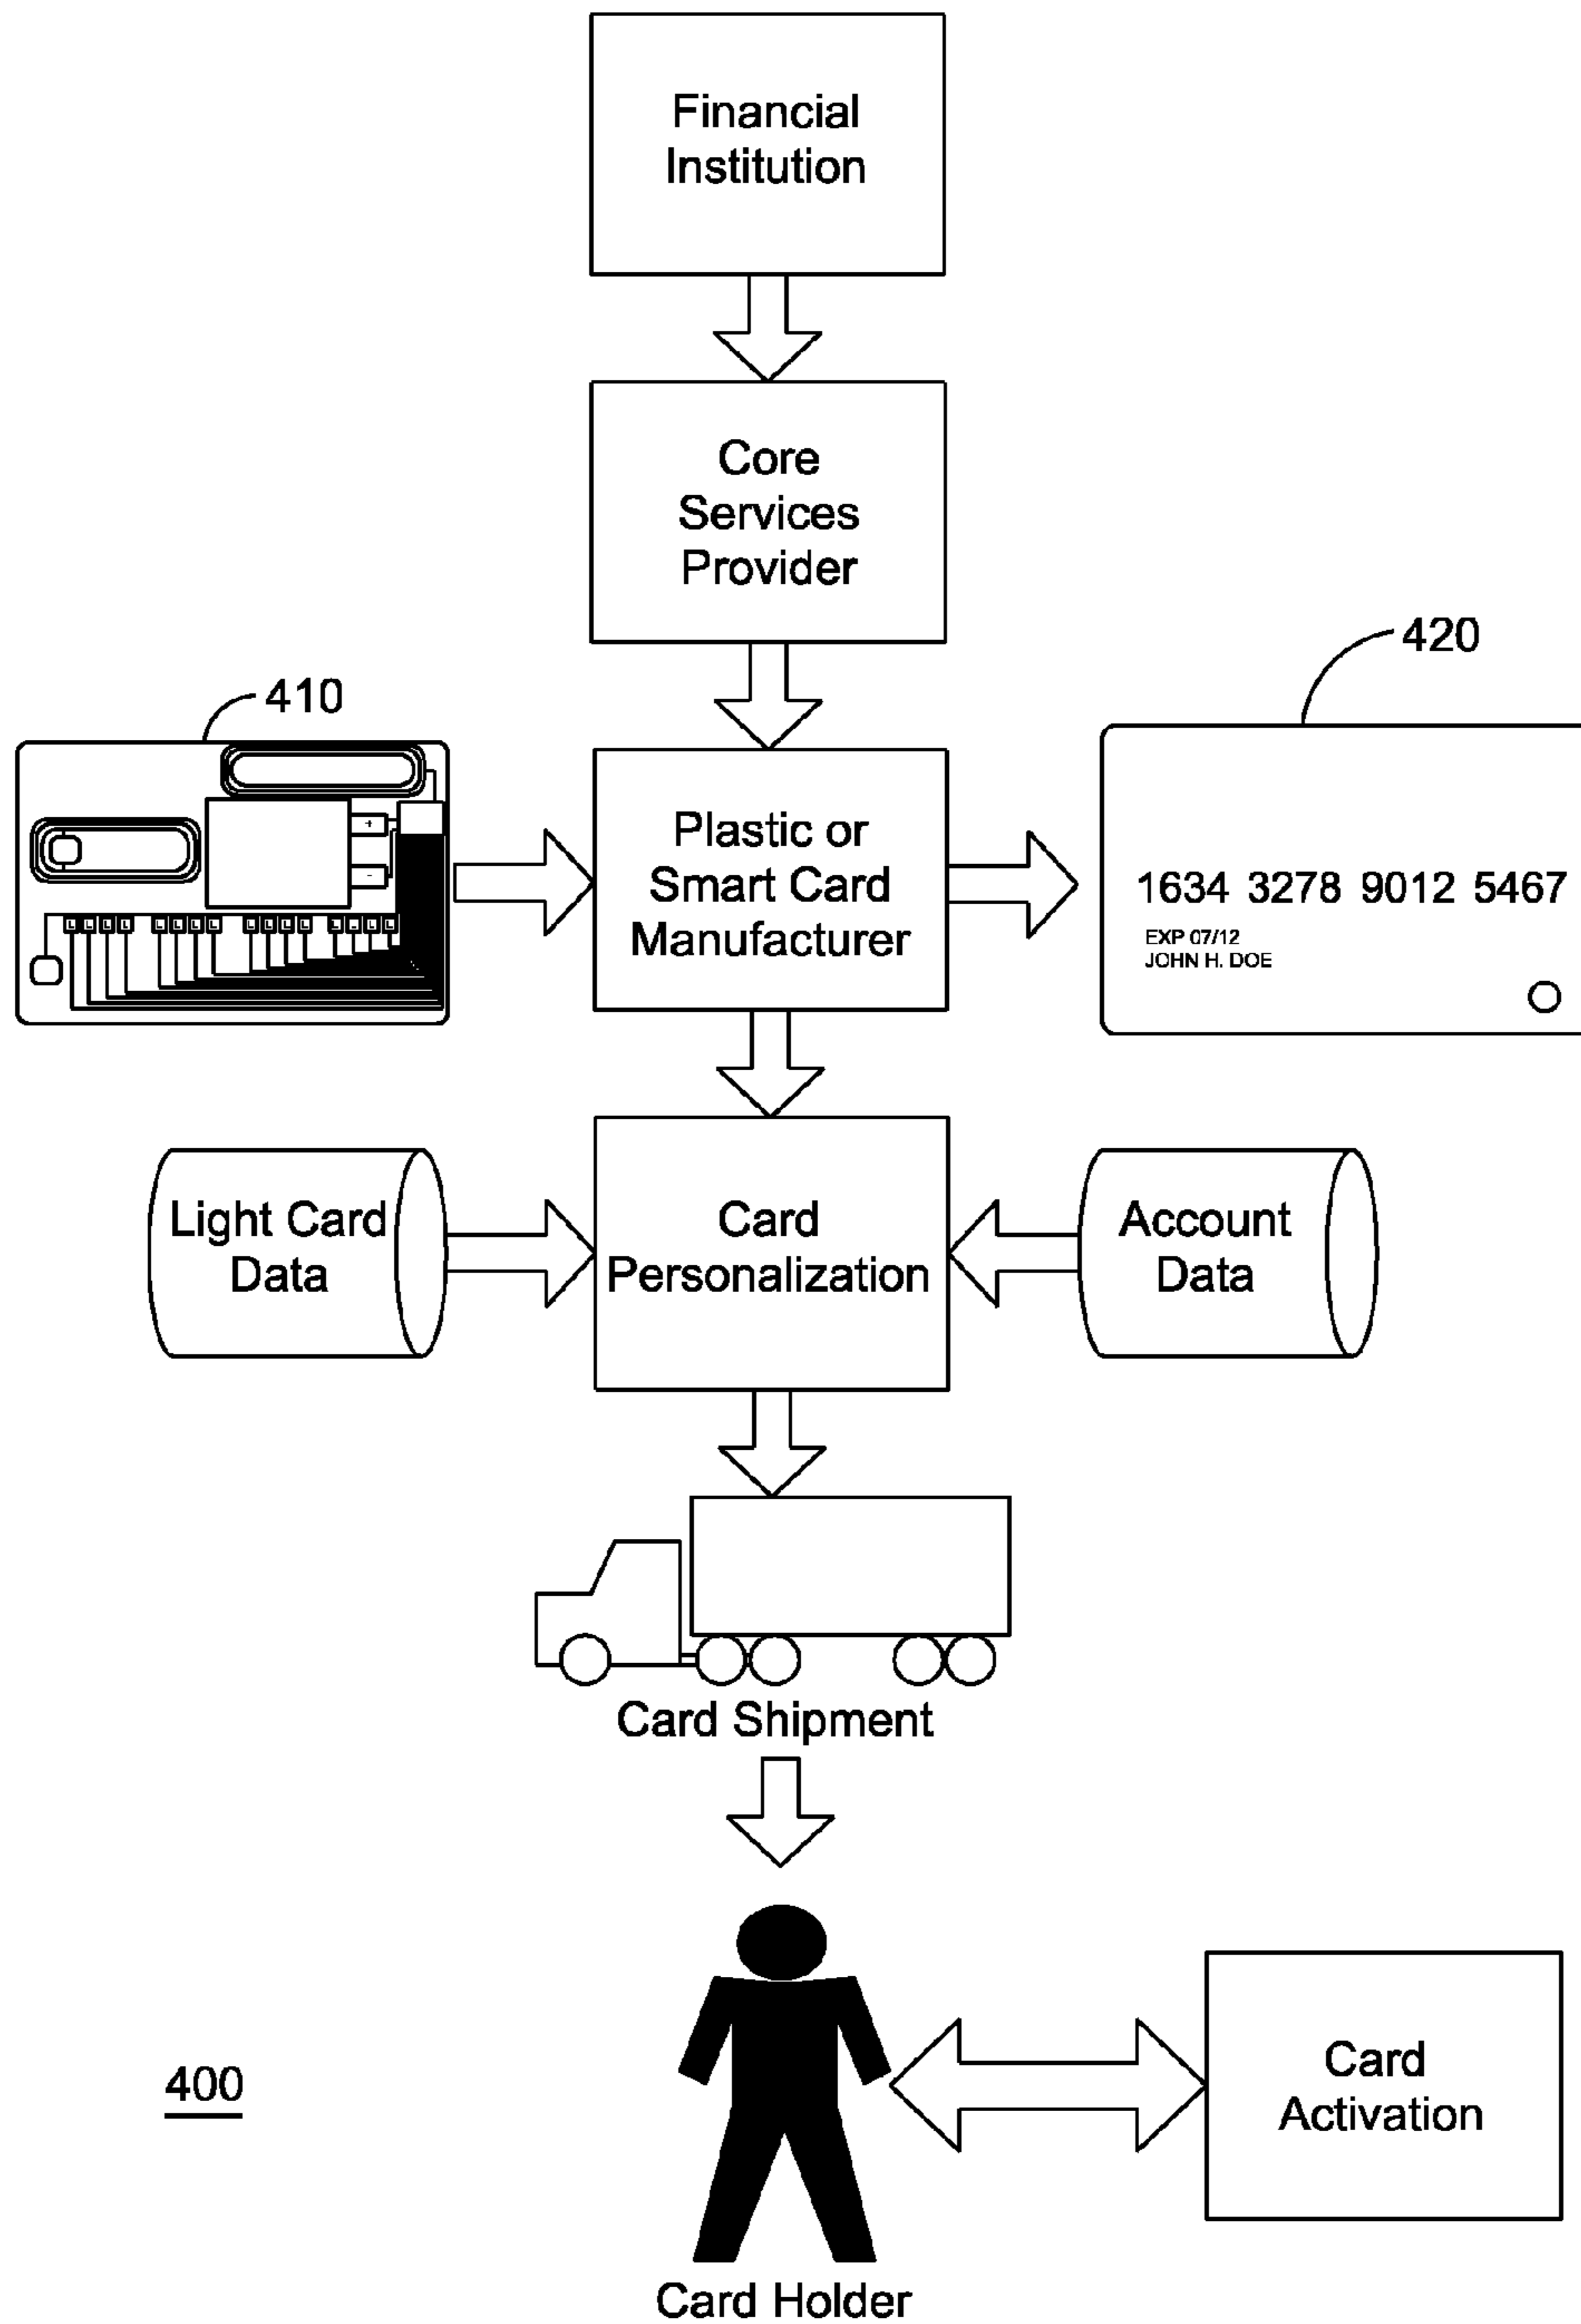 Financial
Institution
Core
Services
Provider
410
420
Plastic or
Smart Card
Manufacturer
+
-
L L L L L L L L L L L L L L L L
1634 3278 9012 5467
EXP 07/12
JOHN H. DOE
Light Card
Data
Card
Personalization
Account
Data
Card Shipment
400
Card
Activation
Card Holder